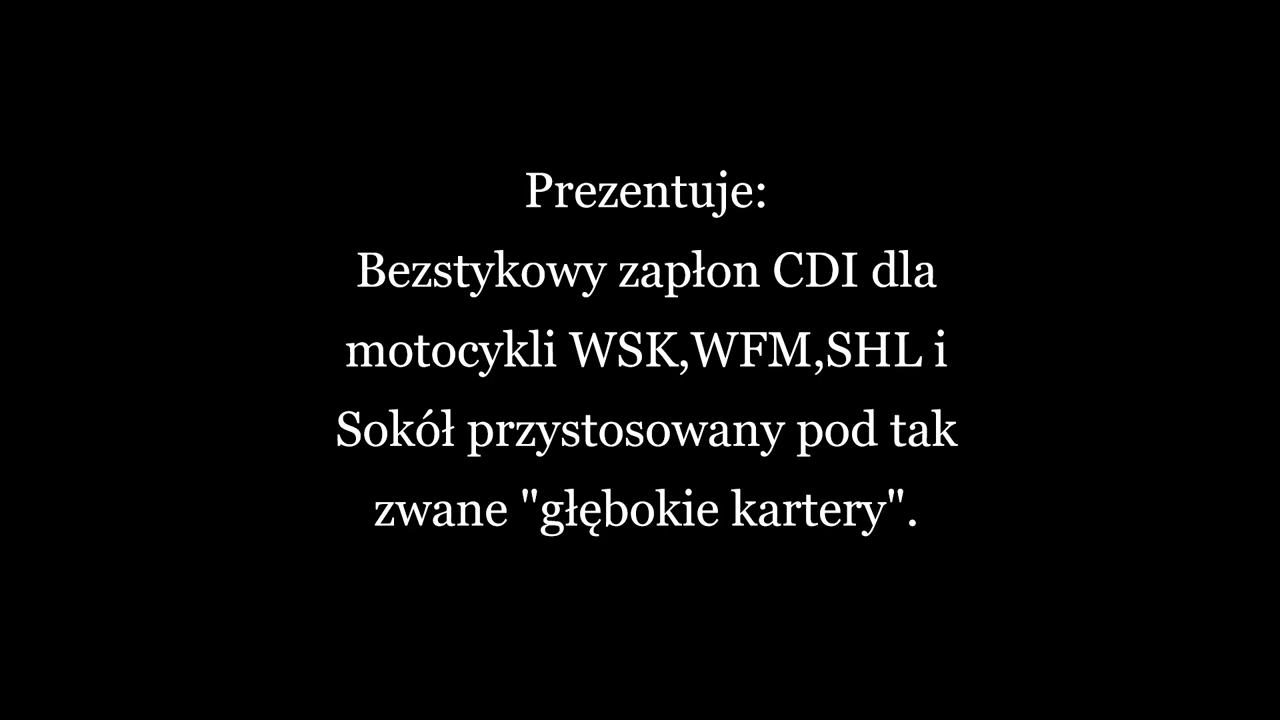 Prezentuje:
Bezstykowy zapłon CDI dla
motocykli WSK,WFM,SHL i
Sokół przystosowany pod tak
zwane "głębokie kartery".